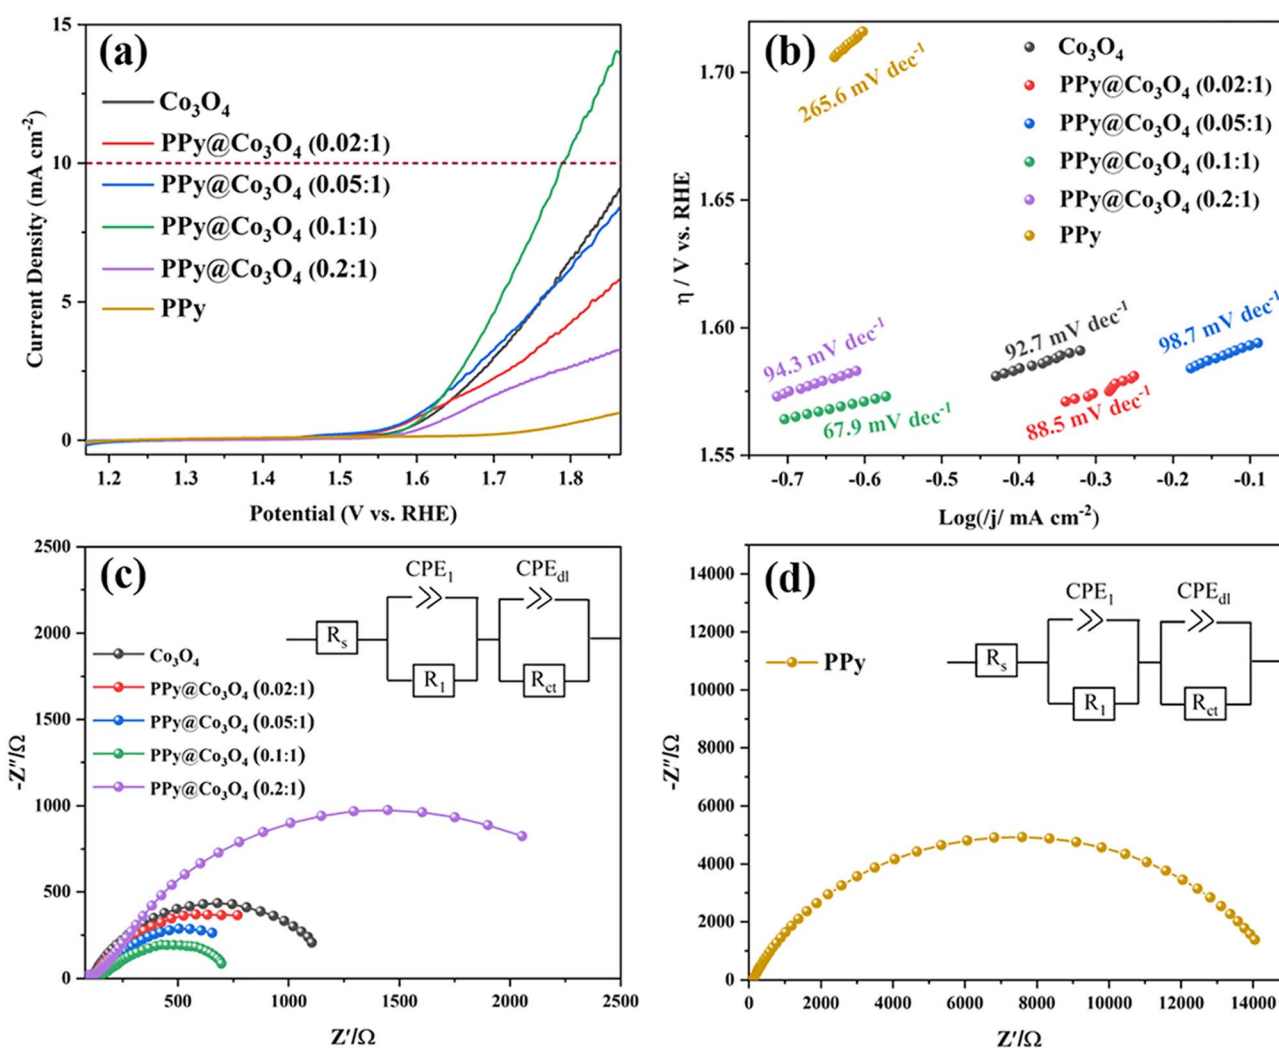 (a)
Co₃O₄
PPy@Co₃O₄ (0.02:1)
PPy@Co₃O₄ (0.05:1)
PPy@Co₃O₄ (0.1:1)
PPy@Co₃O₄ (0.2:1)
PPy
15
10
5
0
Current Density (mA cm⁻²)
1.2 1.3 1.4 1.5 1.6 1.7 1.8
Potential (V vs. RHE)
(b)
Co₃O₄
PPy@Co₃O₄ (0.02:1)
PPy@Co₃O₄ (0.05:1)
PPy@Co₃O₄ (0.1:1)
PPy@Co₃O₄ (0.2:1)
PPy
265.6 mV dec⁻¹
94.3 mV dec⁻¹
67.9 mV dec⁻¹
92.7 mV dec⁻¹
88.5 mV dec⁻¹
98.7 mV dec⁻¹
1.70
1.65
1.60
1.55
η / V vs. RHE
-0.7 -0.6 -0.5 -0.4 -0.3 -0.2 -0.1
Log(/j/ mA cm⁻²)
(c)
CPE₁ CPEdl
Rs R₁ Rct
Co₃O₄
PPy@Co₃O₄ (0.02:1)
PPy@Co₃O₄ (0.05:1)
PPy@Co₃O₄ (0.1:1)
PPy@Co₃O₄ (0.2:1)
2500
2000
1500
1000
500
0
-Z″/Ω
500 1000 1500 2000 2500
Z′/Ω
(d)
CPE₁ CPEdl
Rs R₁ Rct
PPy
14000
12000
10000
8000
6000
4000
2000
0
-Z″/Ω
0 2000 4000 6000 8000 10000 12000 14000
Z′/Ω